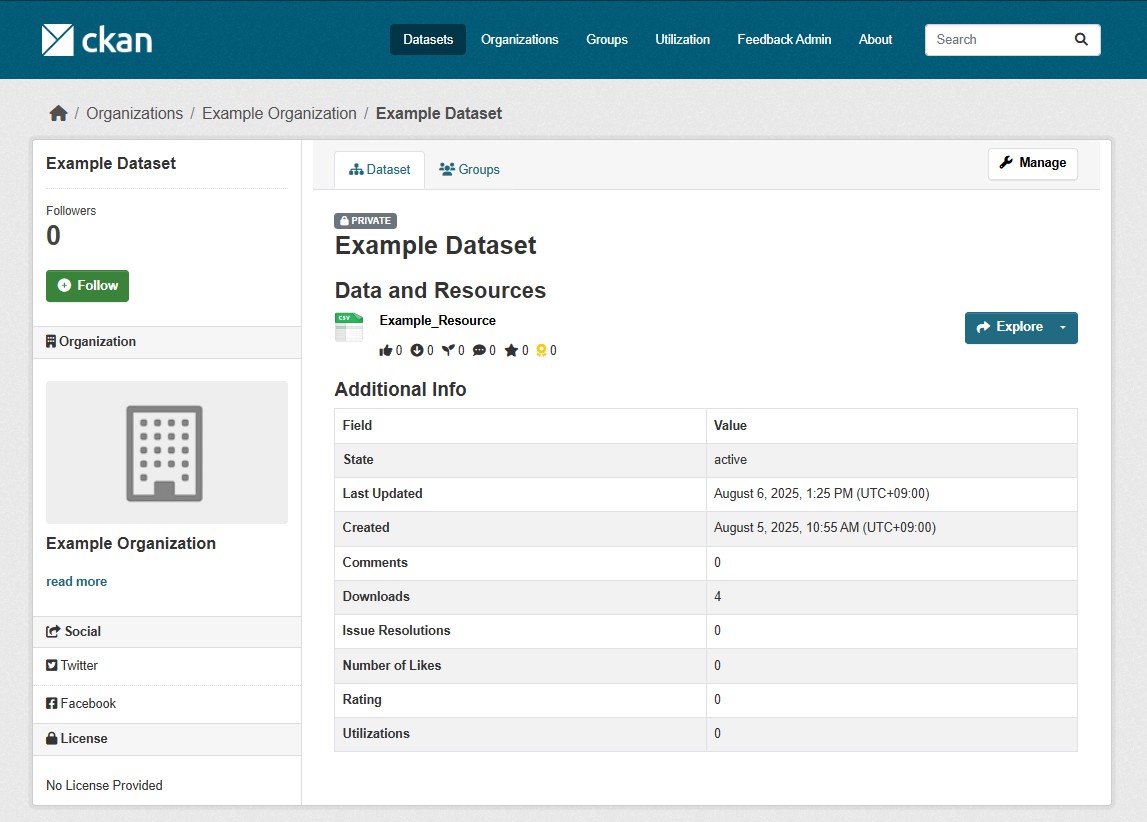 ckan
Datasets Organizations Groups Utilization Feedback Admin About Search
/ Organizations / Example Organization / Example Dataset
Example Dataset
Followers
0
Follow
Organization
Example Organization
read more
Social
Twitter
Facebook
License
No License Provided
Dataset Groups Manage
PRIVATE
Example Dataset
Data and Resources
CSV Example_Resource Explore
0 0 0 0 0 0
Additional Info
Field Value
State active
Last Updated August 6, 2025, 1:25 PM (UTC+09:00)
Created August 5, 2025, 10:55 AM (UTC+09:00)
Comments 0
Downloads 4
Issue Resolutions 0
Number of Likes 0
Rating 0
Utilizations 0